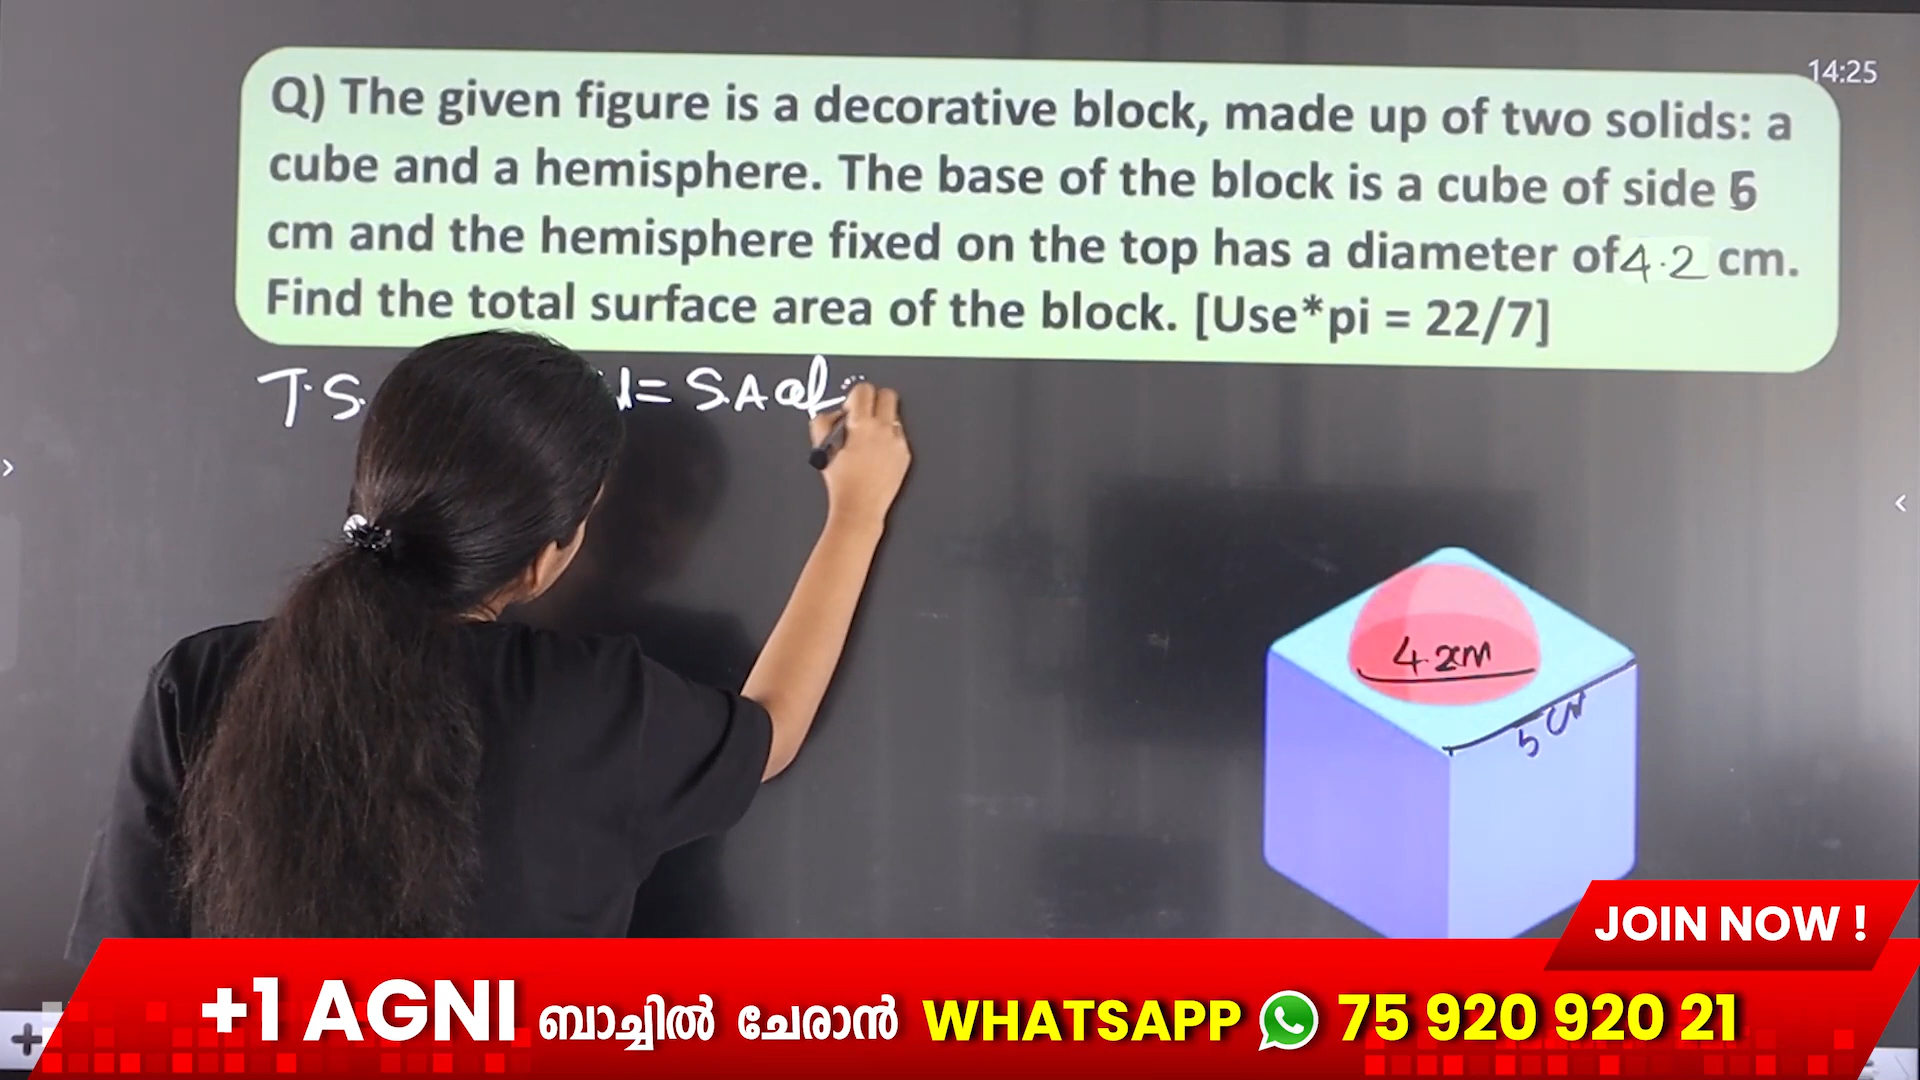 14:25
Q) The given figure is a decorative block, made up of two solids: a
cube and a hemisphere. The base of the block is a cube of side 5
cm and the hemisphere fixed on the top has a diameter of 4.2 cm.
Find the total surface area of the block. [Use*pi = 22/7]
T.S. = S.A of
4.2cm
5 cm
JOIN NOW !
+1 AGNI ബാച്ചിൽ ചേരാൻ WHATSAPP 75 920 920 21